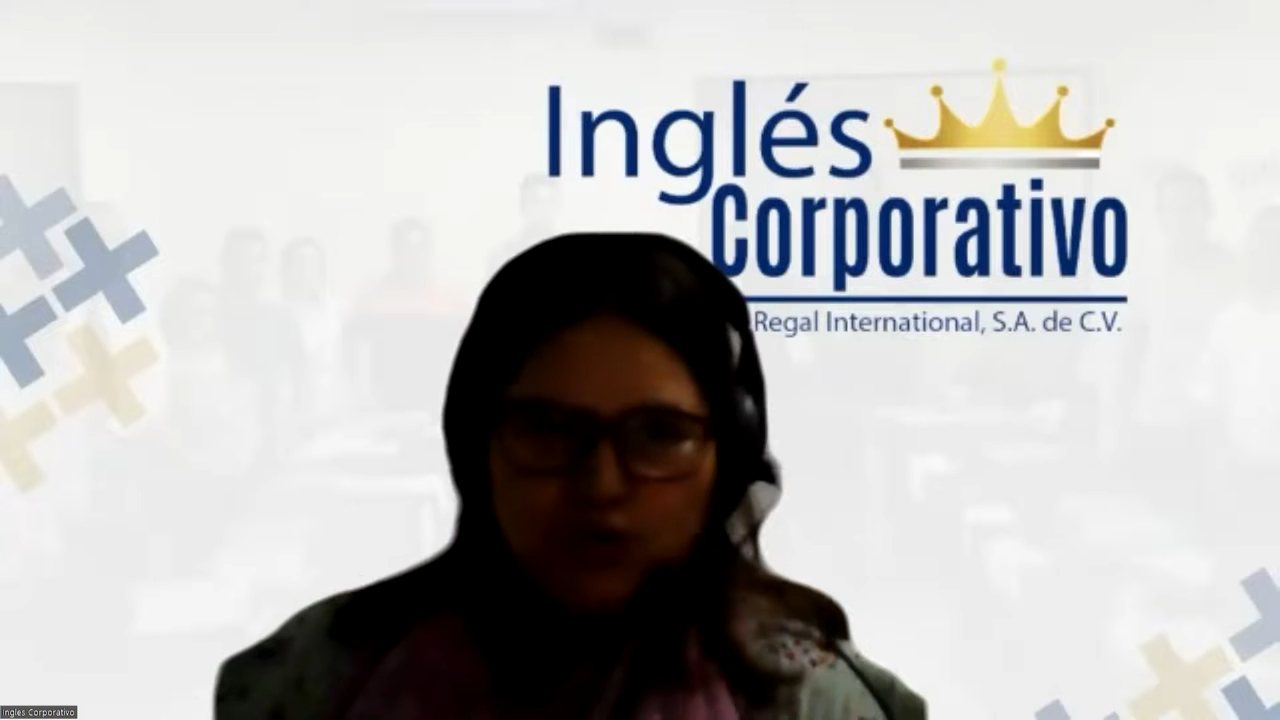 Inglés
Corporativo
Regal International, S.A. de C.V.
Ingles Corporativo